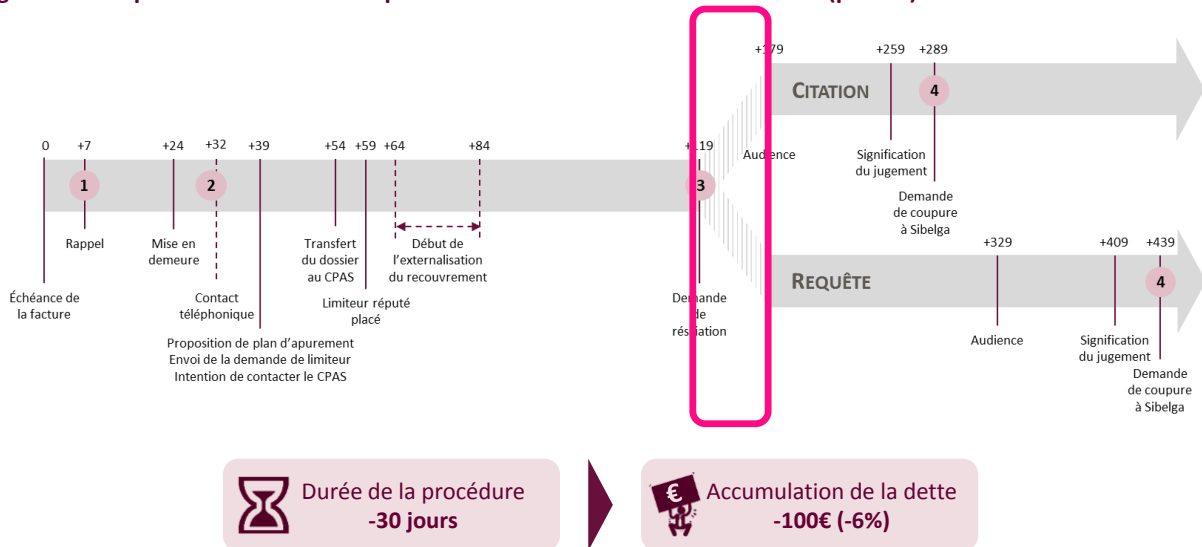 +179
+259
+289
CITATION
4
0
+7
+24
+32
+39
+54
+59
+64
+84
+119
Audience
Signification
du jugement
1
2
3
Demande
de coupure
à Sibelga
Rappel
Mise en
demeure
Transfert
du dossier
au CPAS
Début de
l'externalisation
du recouvrement
+329
+409
+439
REQUÊTE
4
Échéance de
la facture
Contact
téléphonique
Limiteur réputé
placé
Demande
de
résiliation
Proposition de plan d'apurement
Envoi de la demande de limiteur
Intention de contacter le CPAS
Audience
Signification
du jugement
Demande
de coupure
à Sibelga
Durée de la procédure
-30 jours
€
Accumulation de la dette
-100€ (-6%)